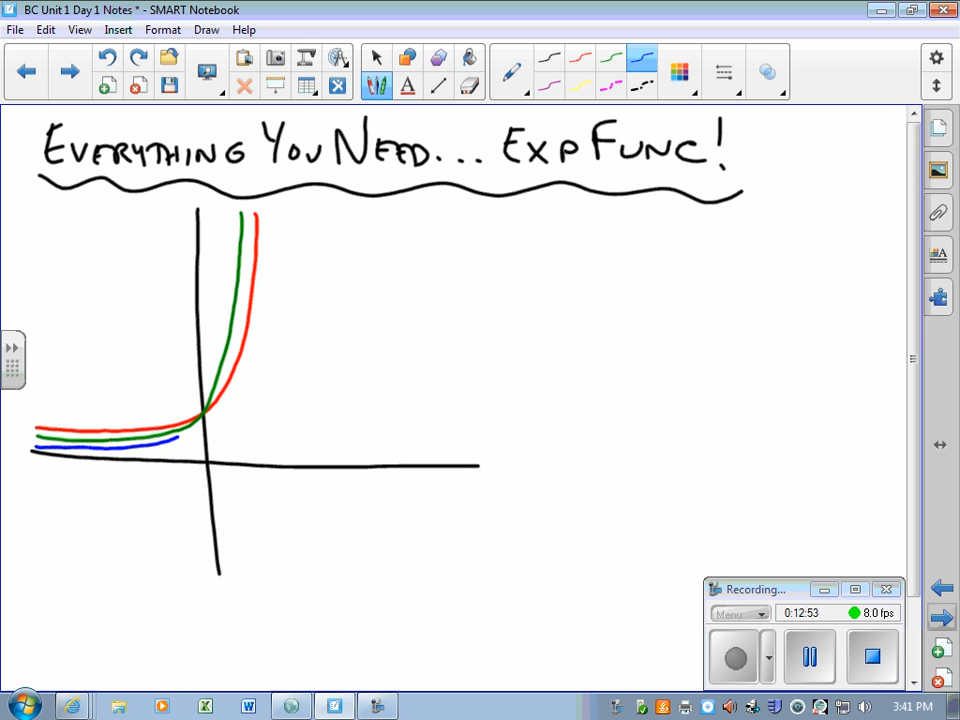 BC Unit 1 Day 1 Notes * - SMART Notebook
File Edit View Insert Format Draw Help
EVERYTHING YOU NEED... EXP FUNC!
Recording...
Menu 0:12:53 8.0 fps
3:41 PM